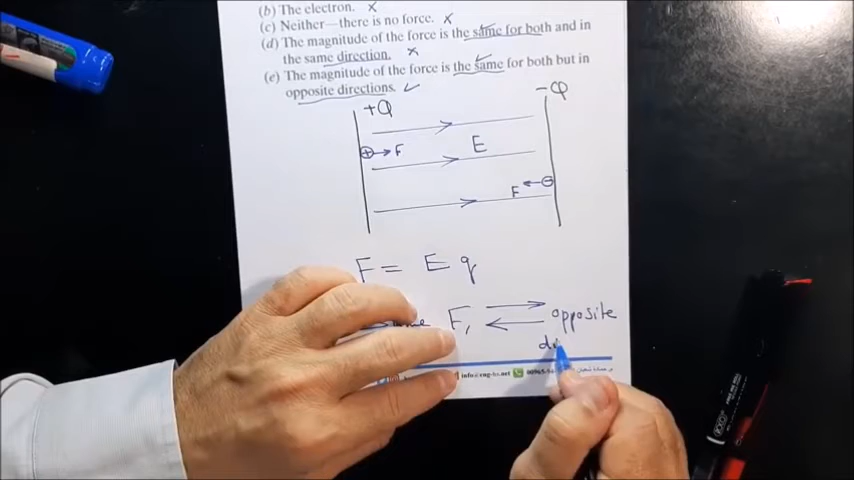 (b) The electron. x
(c) Neither—there is no force. x
(d) The magnitude of the force is the same for both and in
the same direction. x
(e) The magnitude of the force is the same for both but in
opposite directions.
+Q
-Q
+ F
E
F -
F = E q
F, opposite